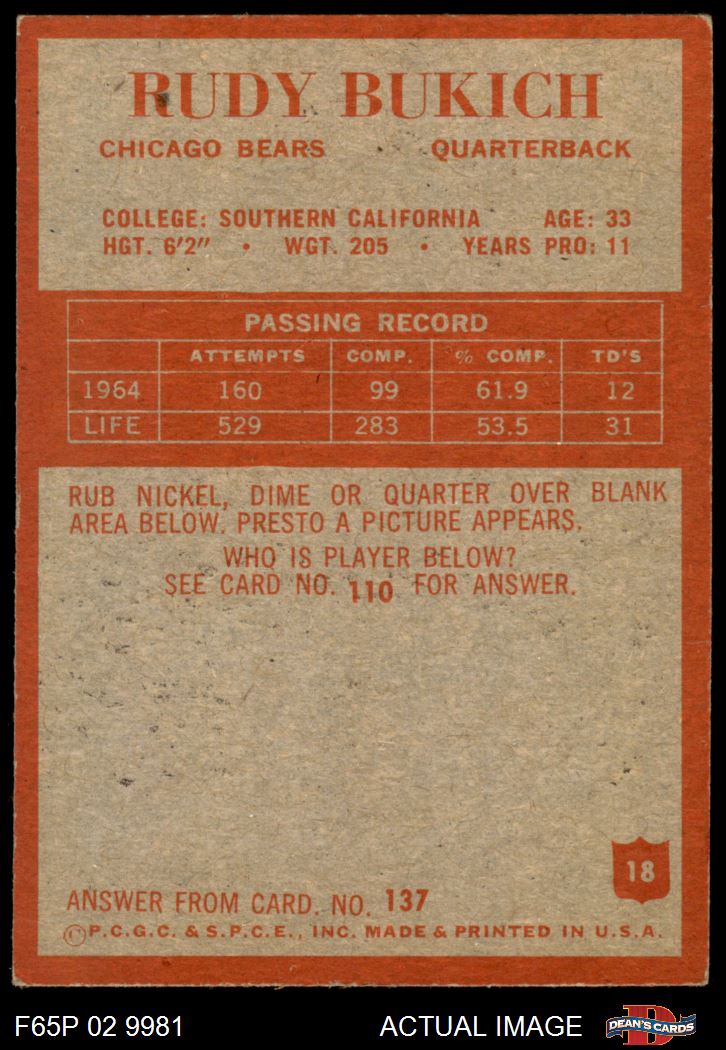 RUDY BUKICH
CHICAGO BEARS · QUARTERBACK
COLLEGE: SOUTHERN CALIFORNIA AGE: 33
HGT. 6'2" • WGT. 205 • YEARS PRO: 11
PASSING RECORD
ATTEMPTS COMP. % COMP. TD'S
1964 160 99 61.9 12
LIFE 529 283 53.5 31
RUB NICKEL, DIME OR QUARTER OVER BLANK
AREA BELOW. PRESTO A PICTURE APPEARS.
WHO IS PLAYER BELOW?
SEE CARD NO. 110 FOR ANSWER.
18
ANSWER FROM CARD. NO. 137
©P.C.G.C. & S.P.C.E., INC. MADE & PRINTED IN U.S.A.
F65P 02 9981 ACTUAL IMAGE D DEAN'S CARDS